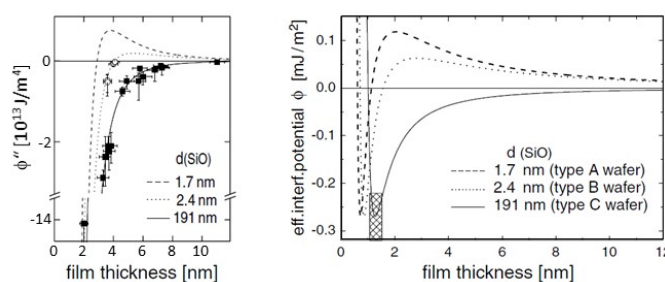 ϕ″ [10¹³J/m⁴]
0
-2
-14
d(SiO)
1.7 nm
2.4 nm
191 nm
0 2 4 6 8 10
film thickness [nm]
eff.interf.potential ϕ [mJ/m²]
0.1
0.0
-0.1
-0.2
-0.3
d (SiO)
1.7 nm (type A wafer)
2.4 nm (type B wafer)
191 nm (type C wafer)
0 2 4 6 8 10 12
film thickness [nm]